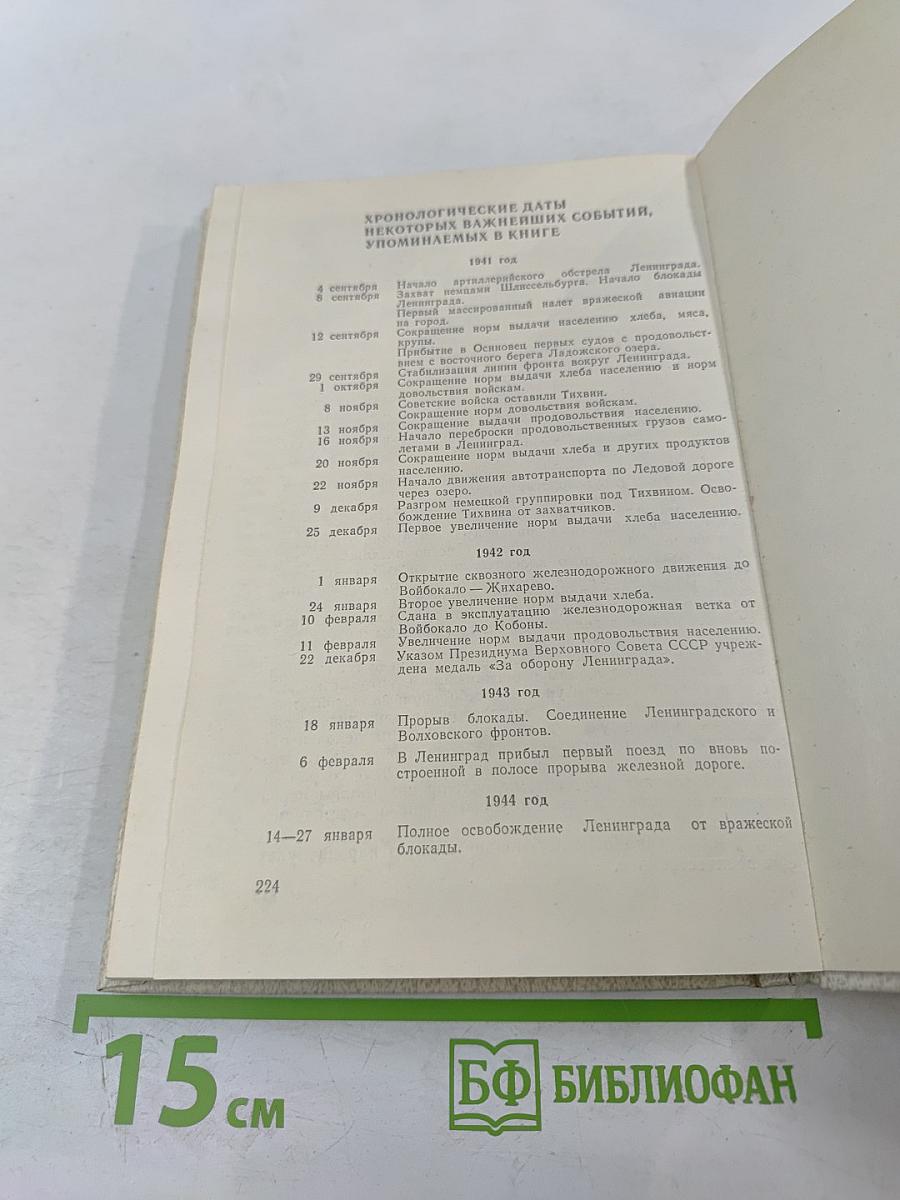 ХРОНОЛОГИЧЕСКИЕ ДАТЫ
НЕКОТОРЫХ ВАЖНЕЙШИХ СОБЫТИЙ,
УПОМИНАЕМЫХ В КНИГЕ
1941 год
4 сентября Начало артиллерийского обстрела Ленинграда.
8 сентября Захват немцами Шлиссельбурга. Начало блокады
Ленинграда.
Первый массированный налет вражеской авиации
на город.
12 сентября Сокращение норм выдачи населению хлеба, мяса,
крупы.
Прибытие в Осиновец первых судов с продовольст-
вием с восточного берега Ладожского озера.
29 сентября Стабилизация линии фронта вокруг Ленинграда.
1 октября Сокращение норм выдачи хлеба населению и норм
довольствия войскам.
8 ноября Советские войска оставили Тихвин.
Сокращение норм довольствия войскам.
13 ноября Сокращение выдачи продовольствия населению.
16 ноября Начало переброски продовольственных грузов само-
летами в Ленинград.
20 ноября Сокращение норм выдачи хлеба и других продуктов
населению.
22 ноября Начало движения автотранспорта по Ледовой дороге
через озеро.
9 декабря Разгром немецкой группировки под Тихвином. Осво-
бождение Тихвина от захватчиков.
25 декабря Первое увеличение норм выдачи хлеба населению.
1942 год
1 января Открытие сквозного железнодорожного движения до
Войбокало — Жихарево.
24 января Второе увеличение норм выдачи хлеба.
10 февраля Сдана в эксплуатацию железнодорожная ветка от
Войбокало до Кобоны.
11 февраля Увеличение норм выдачи продовольствия населению.
22 декабря Указом Президиума Верховного Совета СССР учреж-
дена медаль «За оборону Ленинграда».
1943 год
18 января Прорыв блокады. Соединение Ленинградского и
Волховского фронтов.
6 февраля В Ленинград прибыл первый поезд по вновь по-
строенной в полосе прорыва железной дороге.
1944 год
14—27 января Полное освобождение Ленинграда от вражеской
блокады.
224
15 см
БФ БИБЛИОФАН